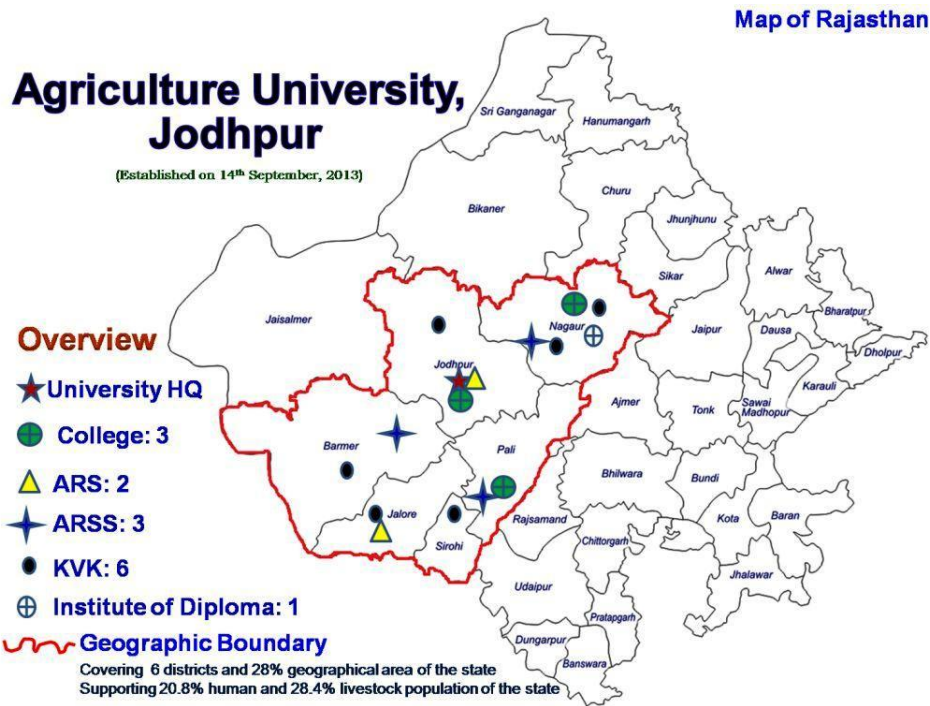 Map of Rajasthan
Agriculture University,
Jodhpur
(Established on 14th September, 2013)
Sri Ganganagar
Hanumangarh
Churu
Bikaner
Jhunjhunu
Sikar
Alwar
Jaisalmer
Nagaur
Jaipur
Bharatpur
Dausa
Dholpur
Jodhpur
Karauli
Ajmer
Tonk
Sawai
Madhopur
Barmer
Pali
Bhilwara
Bundi
Jalore
Rajsamand
Kota
Baran
Sirohi
Chittorgarh
Jhalawar
Udaipur
Pratapgarh
Dungarpur
Banswara
Overview
University HQ
College: 3
ARS: 2
ARSS: 3
KVK: 6
Institute of Diploma: 1
Geographic Boundary
Covering 6 districts and 28% geographical area of the state
Supporting 20.8% human and 28.4% livestock population of the state